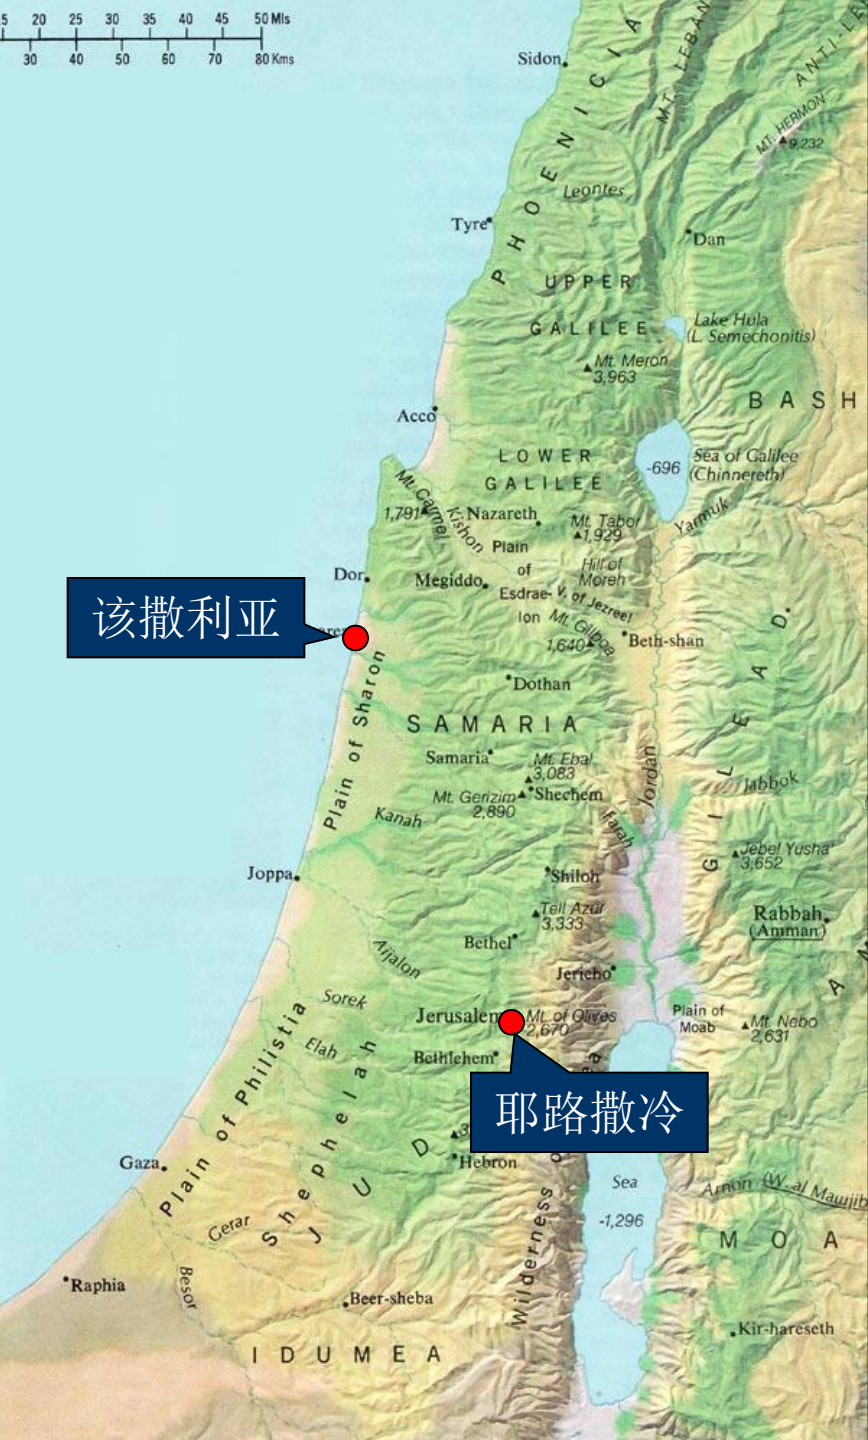 5 20 25 30 35 40 45 50 Mls
30 40 50 60 70 80 Kms
Sidon
PHOENICIA
MT. LEBAN
ANTI-LE
MT. HERMON
9,232
Leontes
Tyre
Dan
UPPER
GALILEE
Lake Hula
(L. Semechonitis)
Mt. Meron
3,963
BASH
Acco
LOWER
GALILEE
-696
Sea of Galilee
(Chinnereth)
Mt. Carmel
1,791
Kishon
Nazareth
Mt. Tabor
1,929
Yarmuk
Plain
of
Esdrae-
lon
Hill of
Moreh
V. of Jezreel
Dor
Megiddo
该撒利亚
Mt. Gilboa
1,640
Beth-shan
GILEAD
Plain of Sharon
Dothan
SAMARIA
Samaria
Mt. Ebal
3,083
Mt. Gerizim
2,890
Shechem
Jordan
Jabbok
Kanah
Farah
Jebel Yusha'
3,652
Joppa
Shiloh
Tell Azur
3,333
Rabbah
(Amman)
Bethel
Aijalon
Jericho
A
Sorek
Jerusalem
Mt. of Olives
2,670
Plain of
Moab
Mt. Nebo
2,631
Elah
Bethlehem
Plain of Philistia
Shephelah
耶路撒冷
JUD
Hebron
Gaza
Wilderness
Sea
-1,296
Arnon (W. al Maujib
MOA
Gerar
Besor
Raphia
Beer-sheba
Kir-hareseth
IDUMEA